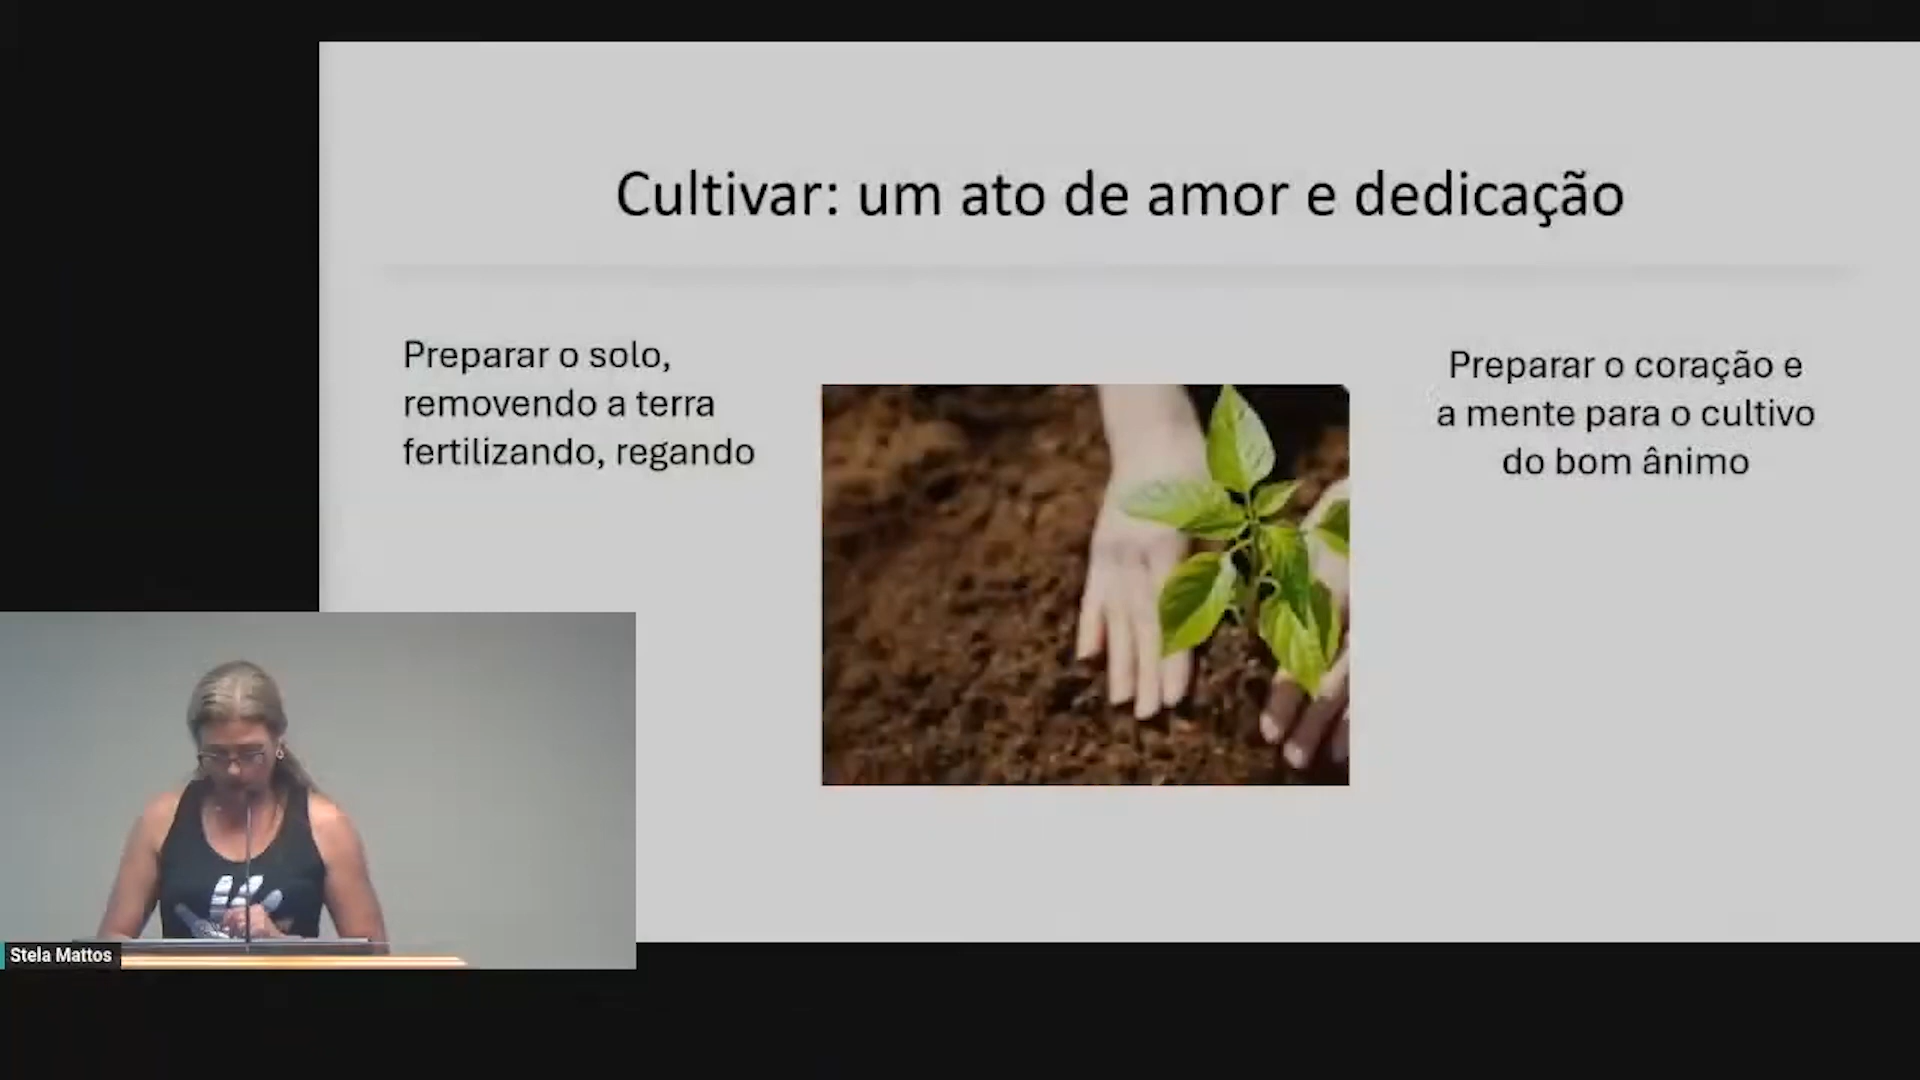 Cultivar: um ato de amor e dedicação
Preparar o solo,
removendo a terra
fertilizando, regando
Preparar o coração e
a mente para o cultivo
do bom ânimo
Stela Mattos